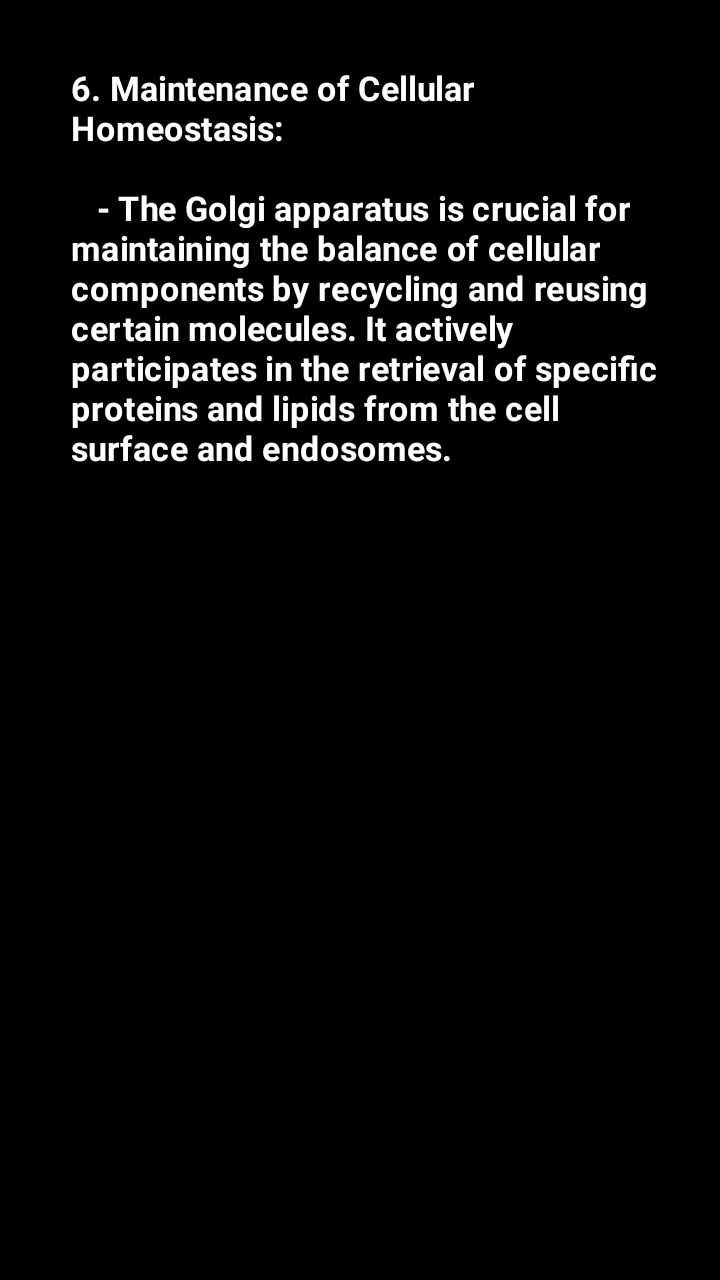 6. Maintenance of Cellular
Homeostasis:
- The Golgi apparatus is crucial for
maintaining the balance of cellular
components by recycling and reusing
certain molecules. It actively
participates in the retrieval of specific
proteins and lipids from the cell
surface and endosomes.